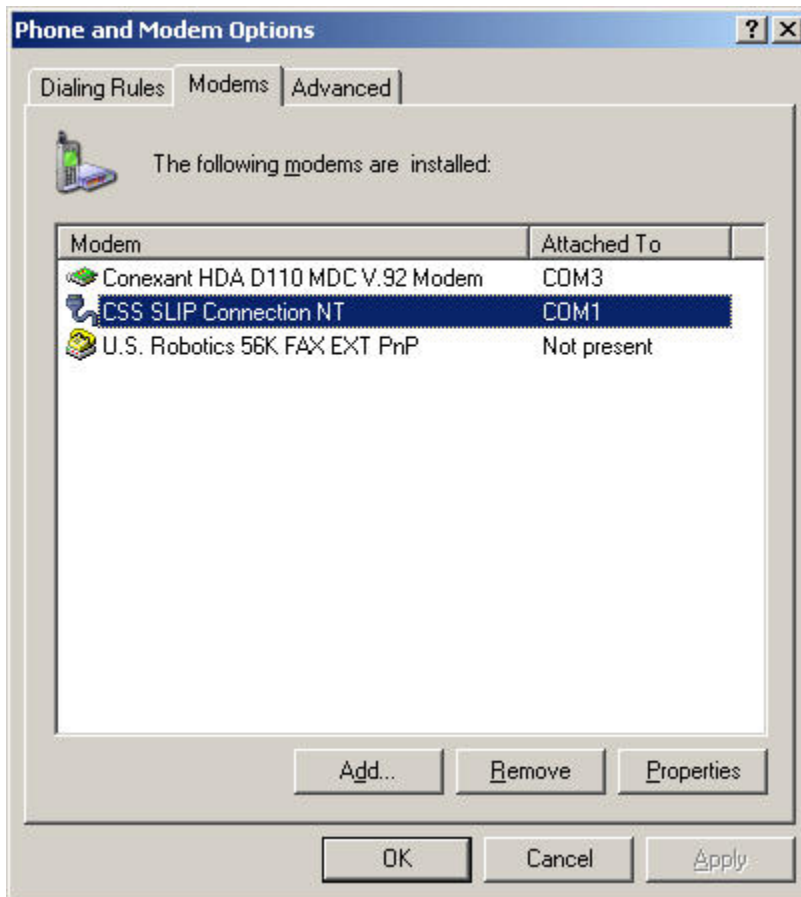 Phone and Modem Options
Dialing Rules Modems Advanced
The following modems are installed:
Modem Attached To
Conexant HDA D110 MDC V.92 Modem COM3
CSS SLIP Connection NT COM1
U.S. Robotics 56K FAX EXT PnP Not present
Add... Remove Properties
OK Cancel Apply